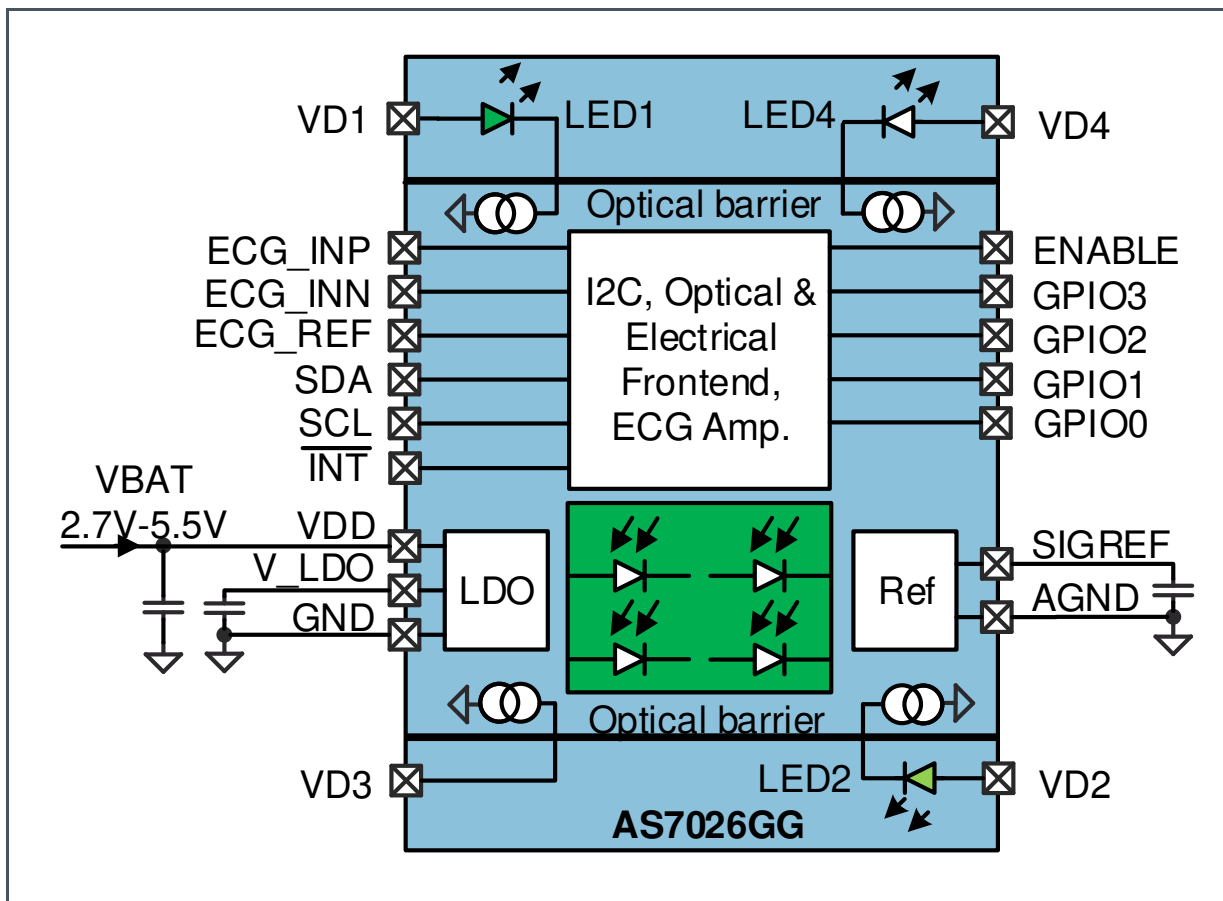 VD1
LED1
LED4
VD4
Optical barrier
ECG_INP
ECG_INN
ECG_REF
SDA
SCL
INT
I2C, Optical &
Electrical
Frontend,
ECG Amp.
ENABLE
GPIO3
GPIO2
GPIO1
GPIO0
VBAT
2.7V-5.5V
VDD
V_LDO
GND
LDO
Ref
SIGREF
AGND
Optical barrier
VD3
LED2
VD2
AS7026GG